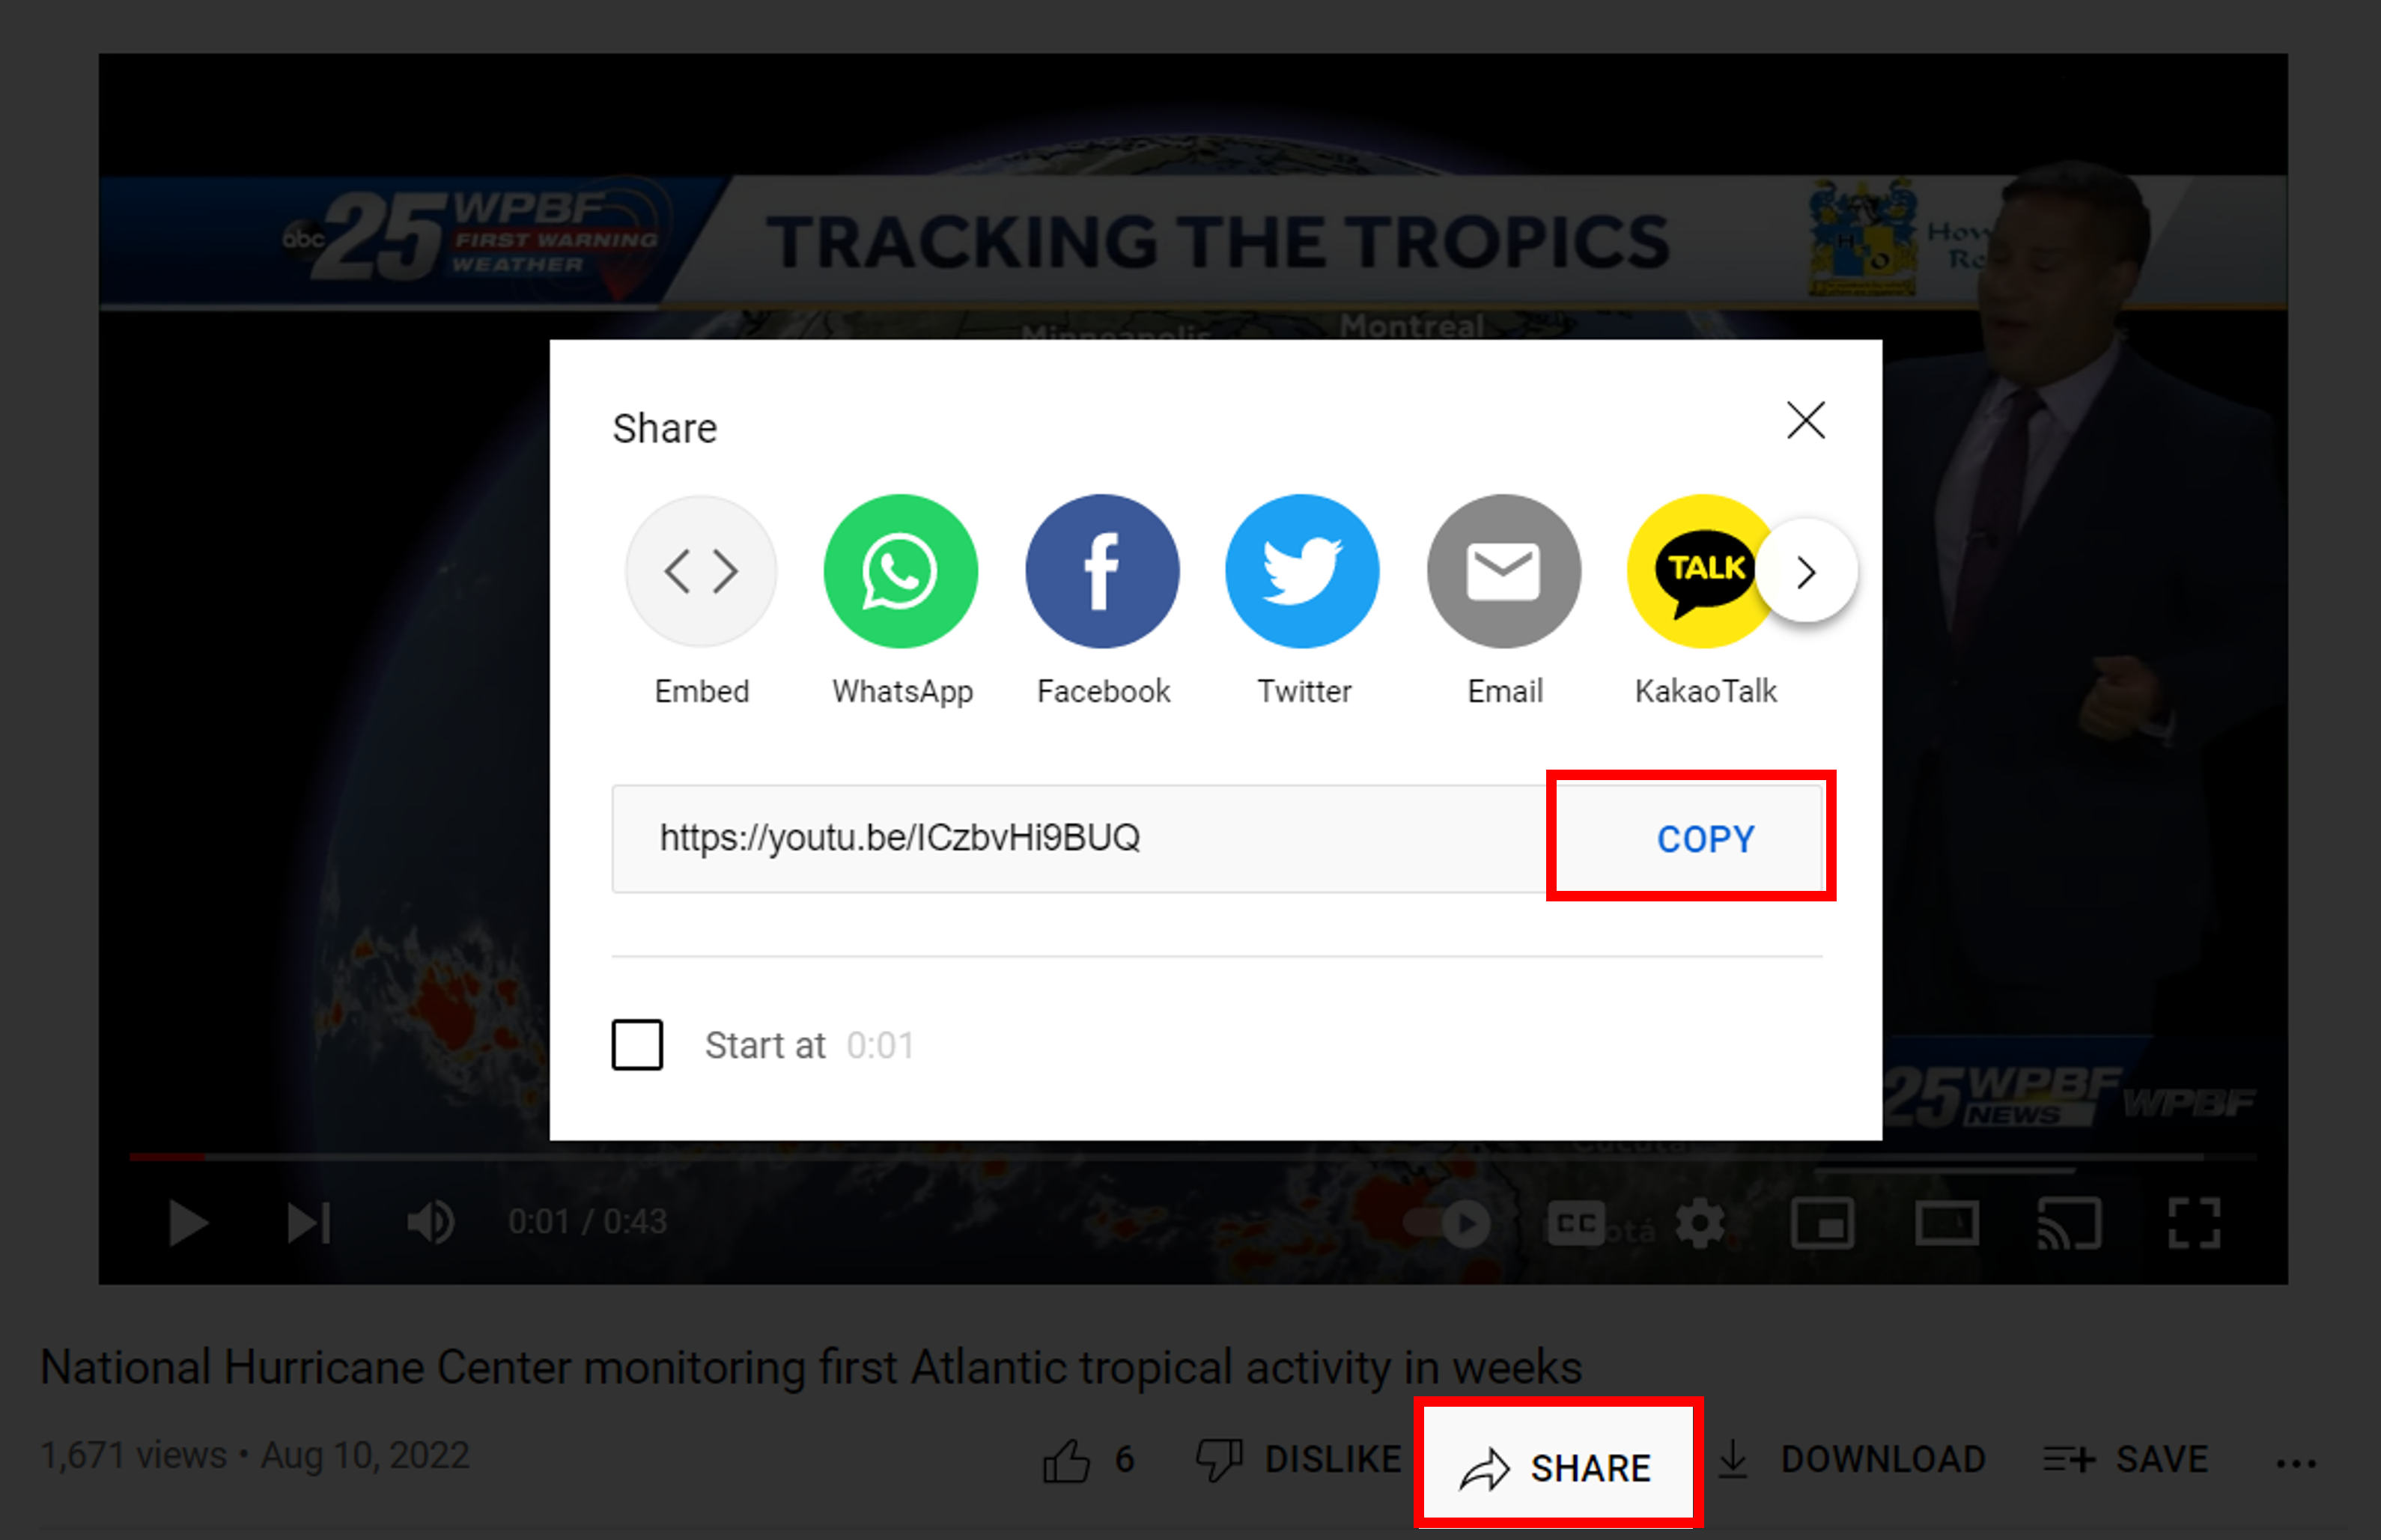 abc 25 WPBF
FIRST WARNING
WEATHER
TRACKING THE TROPICS
H
O
Minneapolis
Montreal
Share
TALK
Embed
WhatsApp
Facebook
Twitter
Email
KakaoTalk
https://youtu.be/ICzbvHi9BUQ
COPY
Start at 0:01
25 WPBF
NEWS
WPBF
0:01 / 0:43
CC
National Hurricane Center monitoring first Atlantic tropical activity in weeks
1,671 views • Aug 10, 2022
6
DISLIKE
SHARE
DOWNLOAD
SAVE